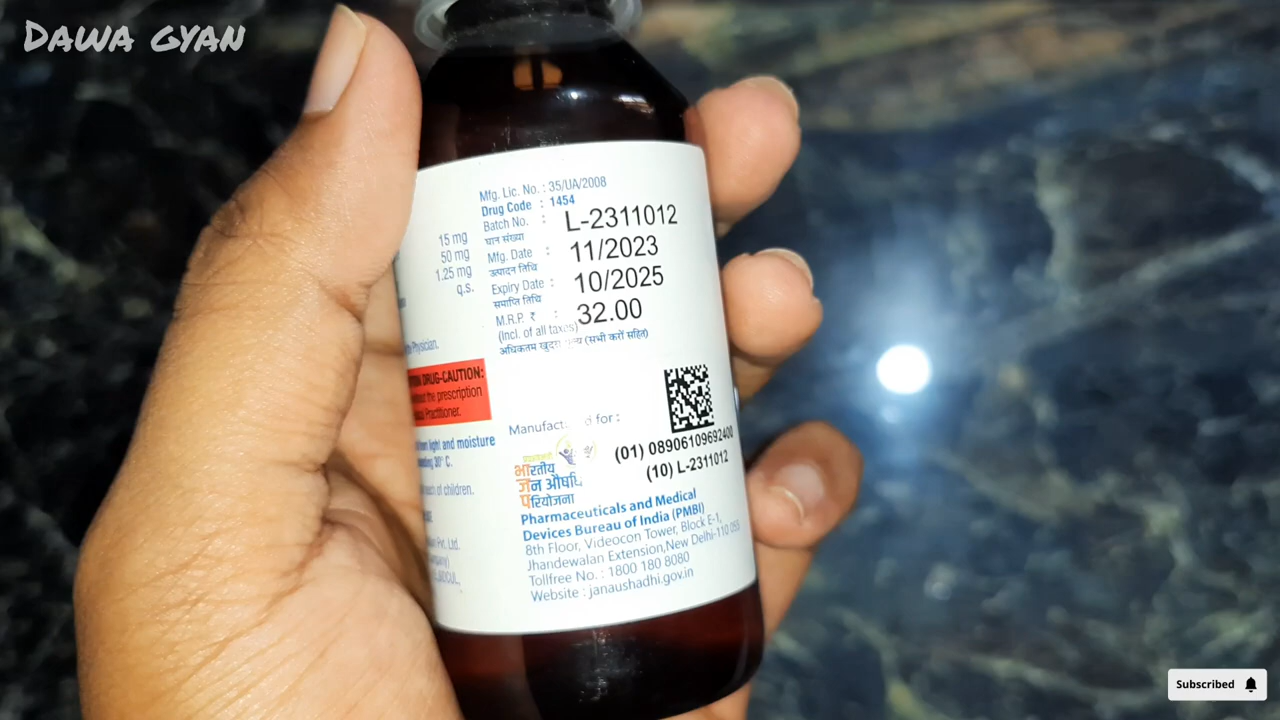 DAWA GYAN
Mfg. Lic. No. : 35/UA/2008
Drug Code : 1454
Batch No. : L-2311012
घान संख्या
Mfg. Date : 11/2023
उत्पादन तिथि
Expiry Date : 10/2025
समाप्ति तिथि
M.R.P. ₹ : 32.00
(Incl. of all taxes)
अधिकतम खुदरा मूल्य (सभी करों सहित)
15 mg
50 mg
1.25 mg
q.s.
Physician.
DRUG-CAUTION:
the prescription
Practitioner.
light and moisture
30° C.
of children.
Pvt. Ltd.
Manufact d for :
(01) 08906109692400
(10) L-2311012
भारतीय
जन औषधि
परियोजना
Pharmaceuticals and Medical
Devices Bureau of India (PMBI)
8th Floor, Videocon Tower, Block E-1,
Jhandewalan Extension,New Delhi-110 055
Tollfree No. : 1800 180 8080
Website : janaushadhi.gov.in
Subscribed